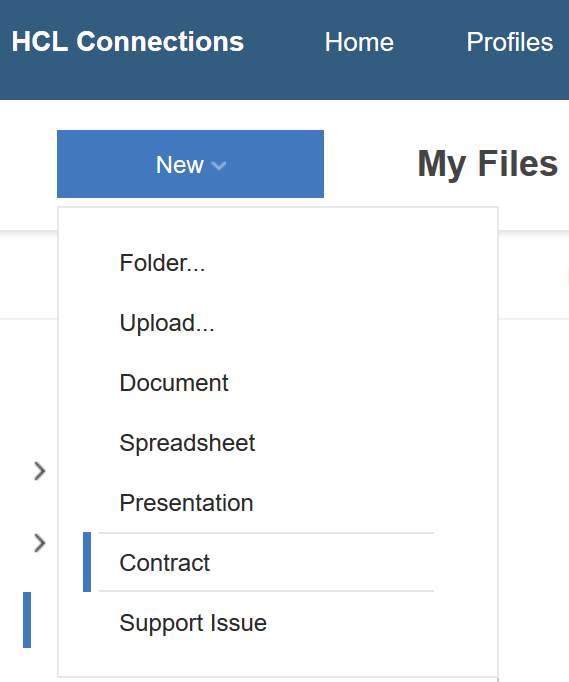 HCL Connections Home Profiles
New My Files
Folder...
Upload...
Document
Spreadsheet
Presentation
Contract
Support Issue